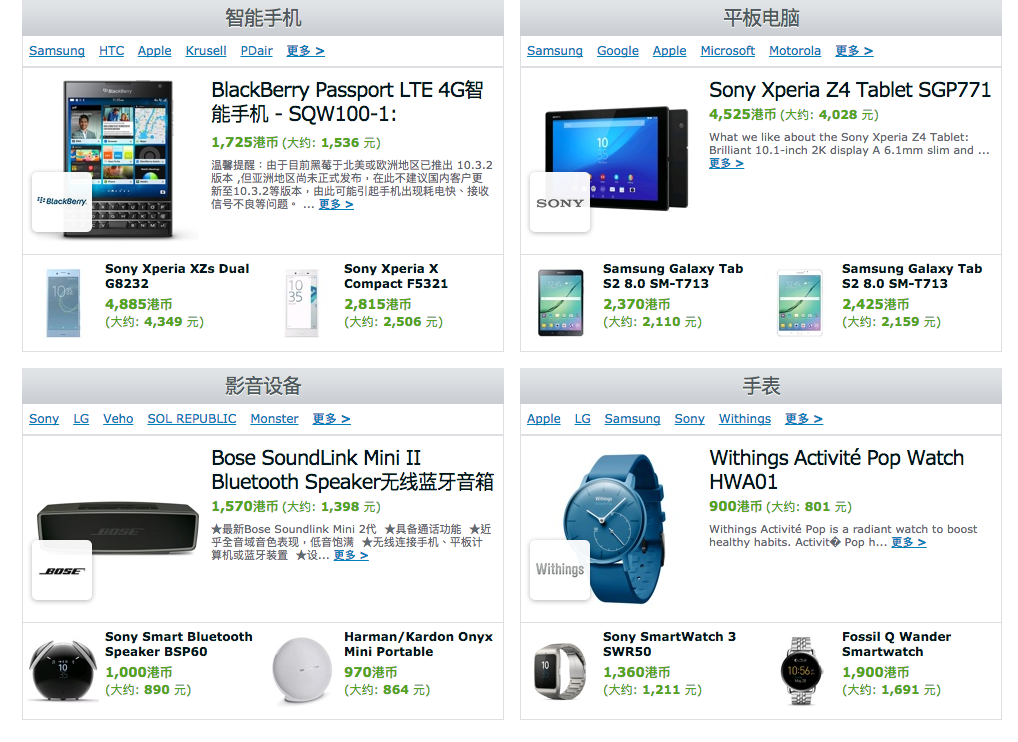 智能手机
Samsung HTC Apple Krusell PDair 更多 >
BlackBerry
BlackBerry Passport LTE 4G智
能手机 - SQW100-1:
1,725港币 (大约: 1,536 元)
温馨提醒：由于目前黑莓于北美或欧洲地区已推出 10.3.2
版本 ,但亚洲地区尚未正式发布，在此不建议国内客户更
新至10.3.2等版本，由此可能引起手机出现耗电快、接收
信号不良等问题。 ... 更多 >
BlackBerry.
Sony Xperia XZs Dual
G8232
4,885港币
(大约: 4,349 元)
Sony Xperia X
Compact F5321
2,815港币
(大约: 2,506 元)
平板电脑
Samsung Google Apple Microsoft Motorola 更多 >
Sony Xperia Z4 Tablet SGP771
4,525港币 (大约: 4,028 元)
What we like about the Sony Xperia Z4 Tablet:
Brilliant 10.1-inch 2K display A 6.1mm slim and ...
更多 >
SONY
Samsung Galaxy Tab
S2 8.0 SM-T713
2,370港币
(大约: 2,110 元)
Samsung Galaxy Tab
S2 8.0 SM-T713
2,425港币
(大约: 2,159 元)
影音设备
Sony LG Veho SOL REPUBLIC Monster 更多 >
Bose SoundLink Mini II
Bluetooth Speaker无线蓝牙音箱
1,570港币 (大约: 1,398 元)
★最新Bose Soundlink Mini 2代 ★具备通话功能 ★近
乎全音域音色表现，低音饱满 ★无线连接手机、平板计
算机或蓝牙装置 ★设... 更多 >
BOSE
BOSE
Sony Smart Bluetooth
Speaker BSP60
1,000港币
(大约: 890 元)
Harman/Kardon Onyx
Mini Portable
970港币
(大约: 864 元)
手表
Apple LG Samsung Sony Withings 更多 >
Withings Activité Pop Watch
HWA01
900港币 (大约: 801 元)
Withings Activité Pop is a radiant watch to boost
healthy habits. Activit� Pop h... 更多 >
Withings
Withings
Sony SmartWatch 3
SWR50
1,360港币
(大约: 1,211 元)
10:56
Fossil Q Wander
Smartwatch
1,900港币
(大约: 1,691 元)